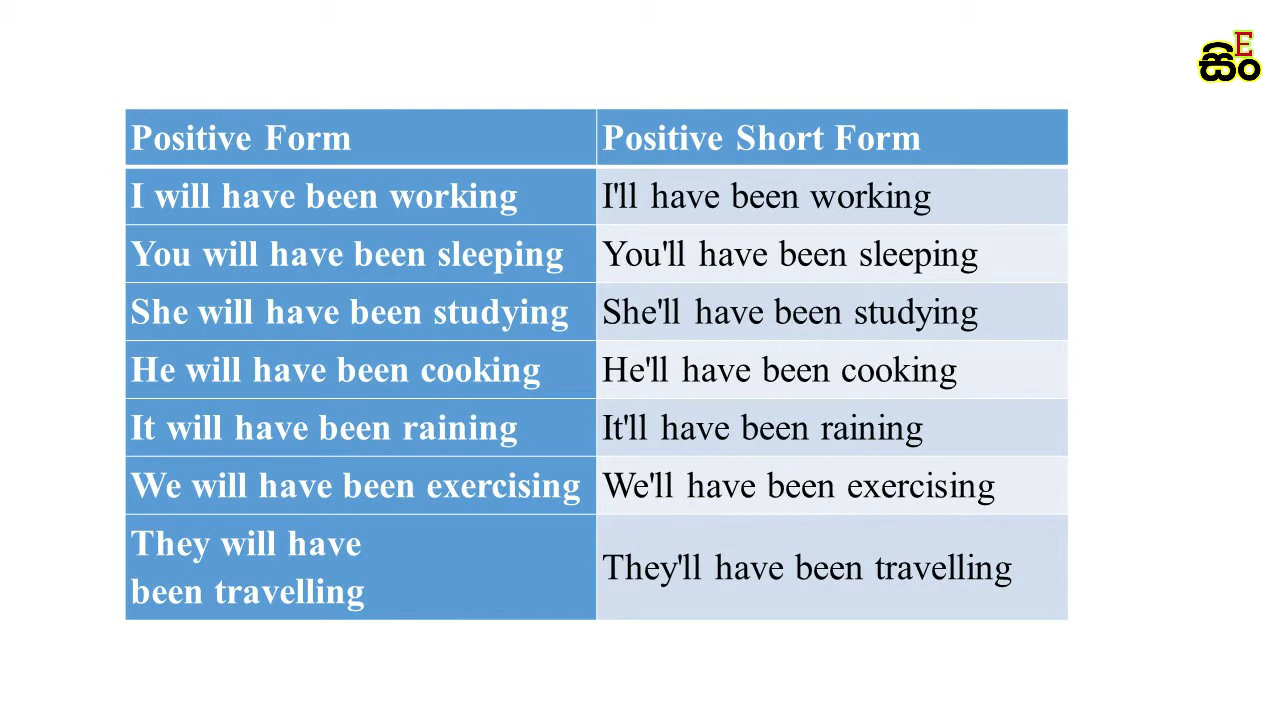 E
සිං
Positive Form
Positive Short Form
I will have been working
I'll have been working
You will have been sleeping
You'll have been sleeping
She will have been studying
She'll have been studying
He will have been cooking
He'll have been cooking
It will have been raining
It'll have been raining
We will have been exercising
We'll have been exercising
They will have
been travelling
They'll have been travelling